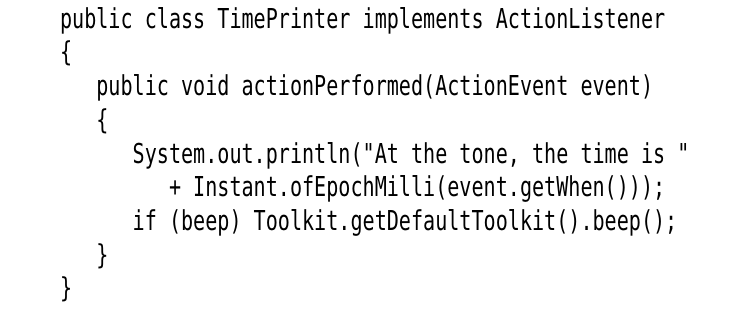 public class TimePrinter implements ActionListener
{
public void actionPerformed(ActionEvent event)
{
System.out.println("At the tone, the time is "
+ Instant.ofEpochMilli(event.getWhen()));
if (beep) Toolkit.getDefaultToolkit().beep();
}
}